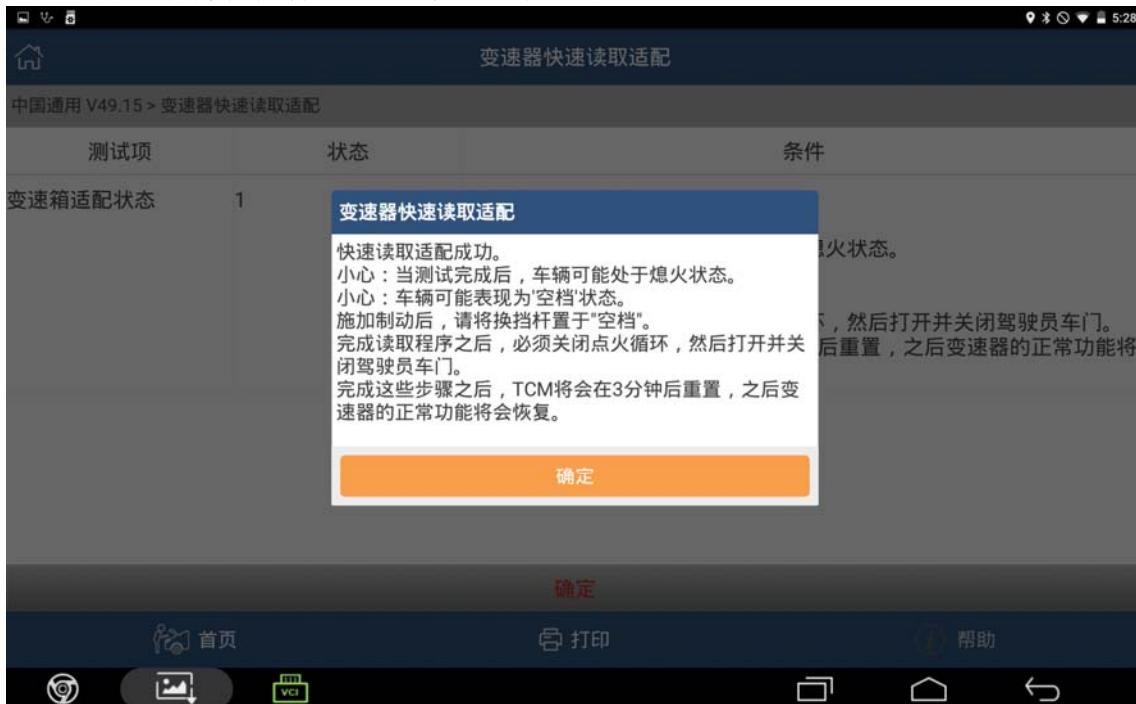 5:28
变速器快速读取适配
中国通用 V49.15 > 变速器快速读取适配
测试项 状态 条件
变速箱适配状态 1
火状态。
，然后打开并关闭驾驶员车门。
后重置，之后变速器的正常功能将
变速器快速读取适配
快速读取适配成功。
小心：当测试完成后，车辆可能处于熄火状态。
小心：车辆可能表现为'空档'状态。
施加制动后，请将换挡杆置于"空档"。
完成读取程序之后，必须关闭点火循环，然后打开并关
闭驾驶员车门。
完成这些步骤之后，TCM将会在3分钟后重置，之后变
速器的正常功能将会恢复。
确定
确定
首页 打印 帮助
VCI